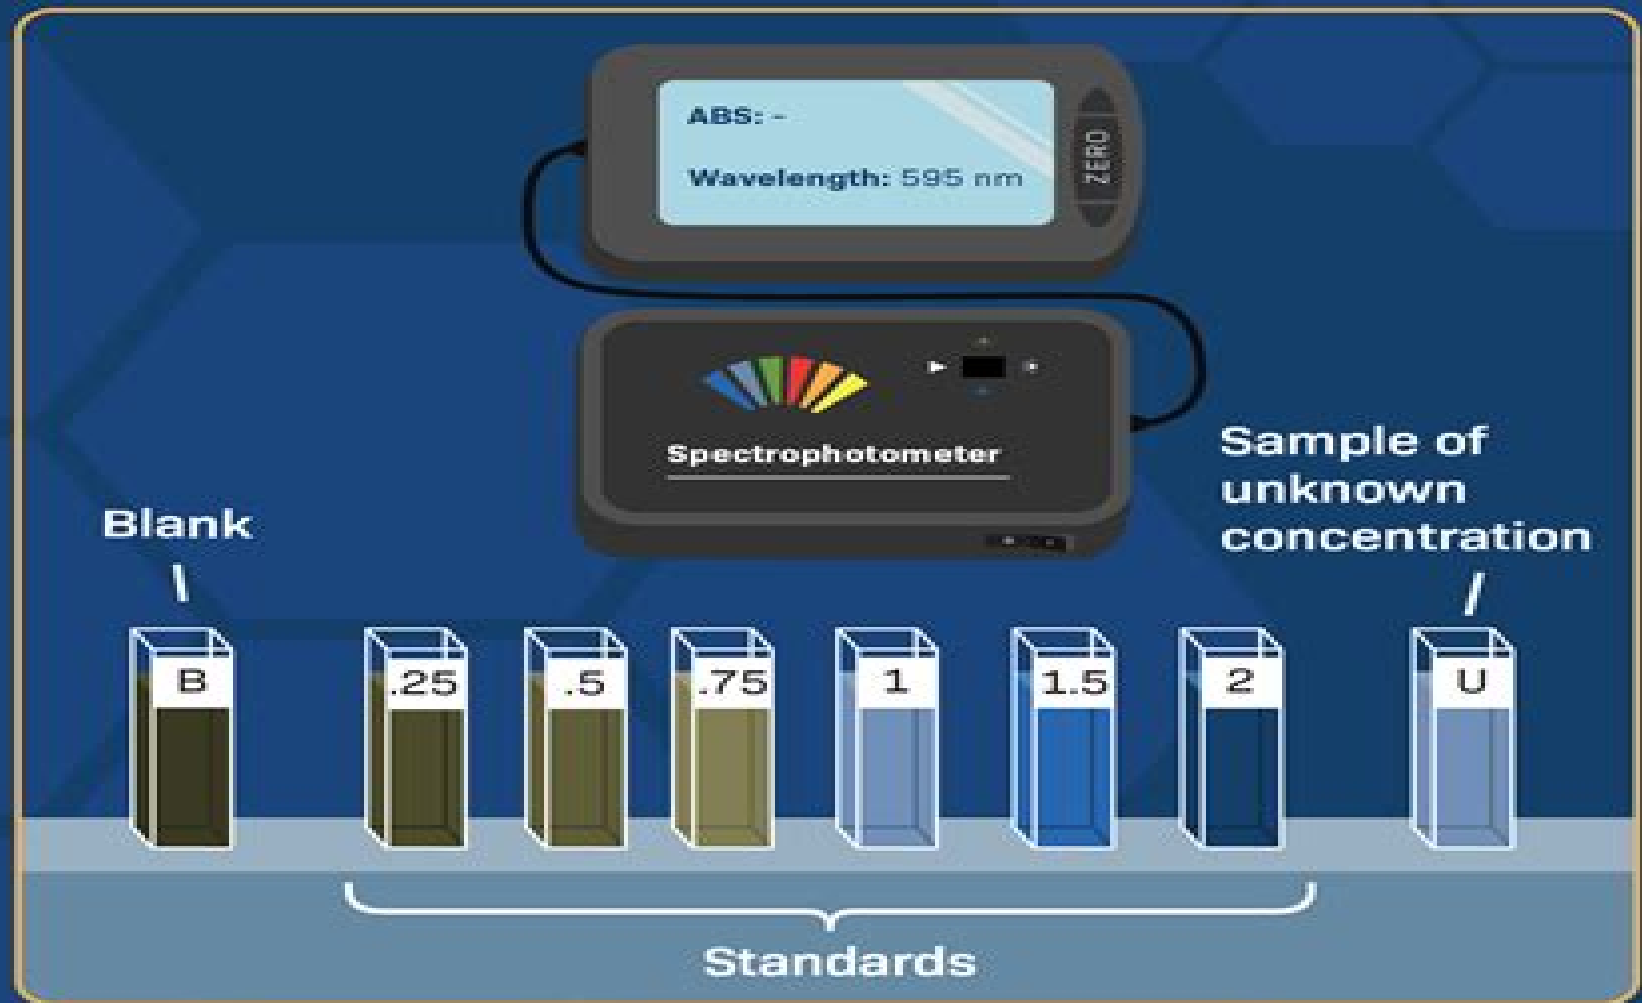 ABS: -
Wavelength: 595 nm
ZERO
Spectrophotometer
Sample of
unknown
concentration
Blank
B
.25
.5
.75
1
1.5
2
U
Standards